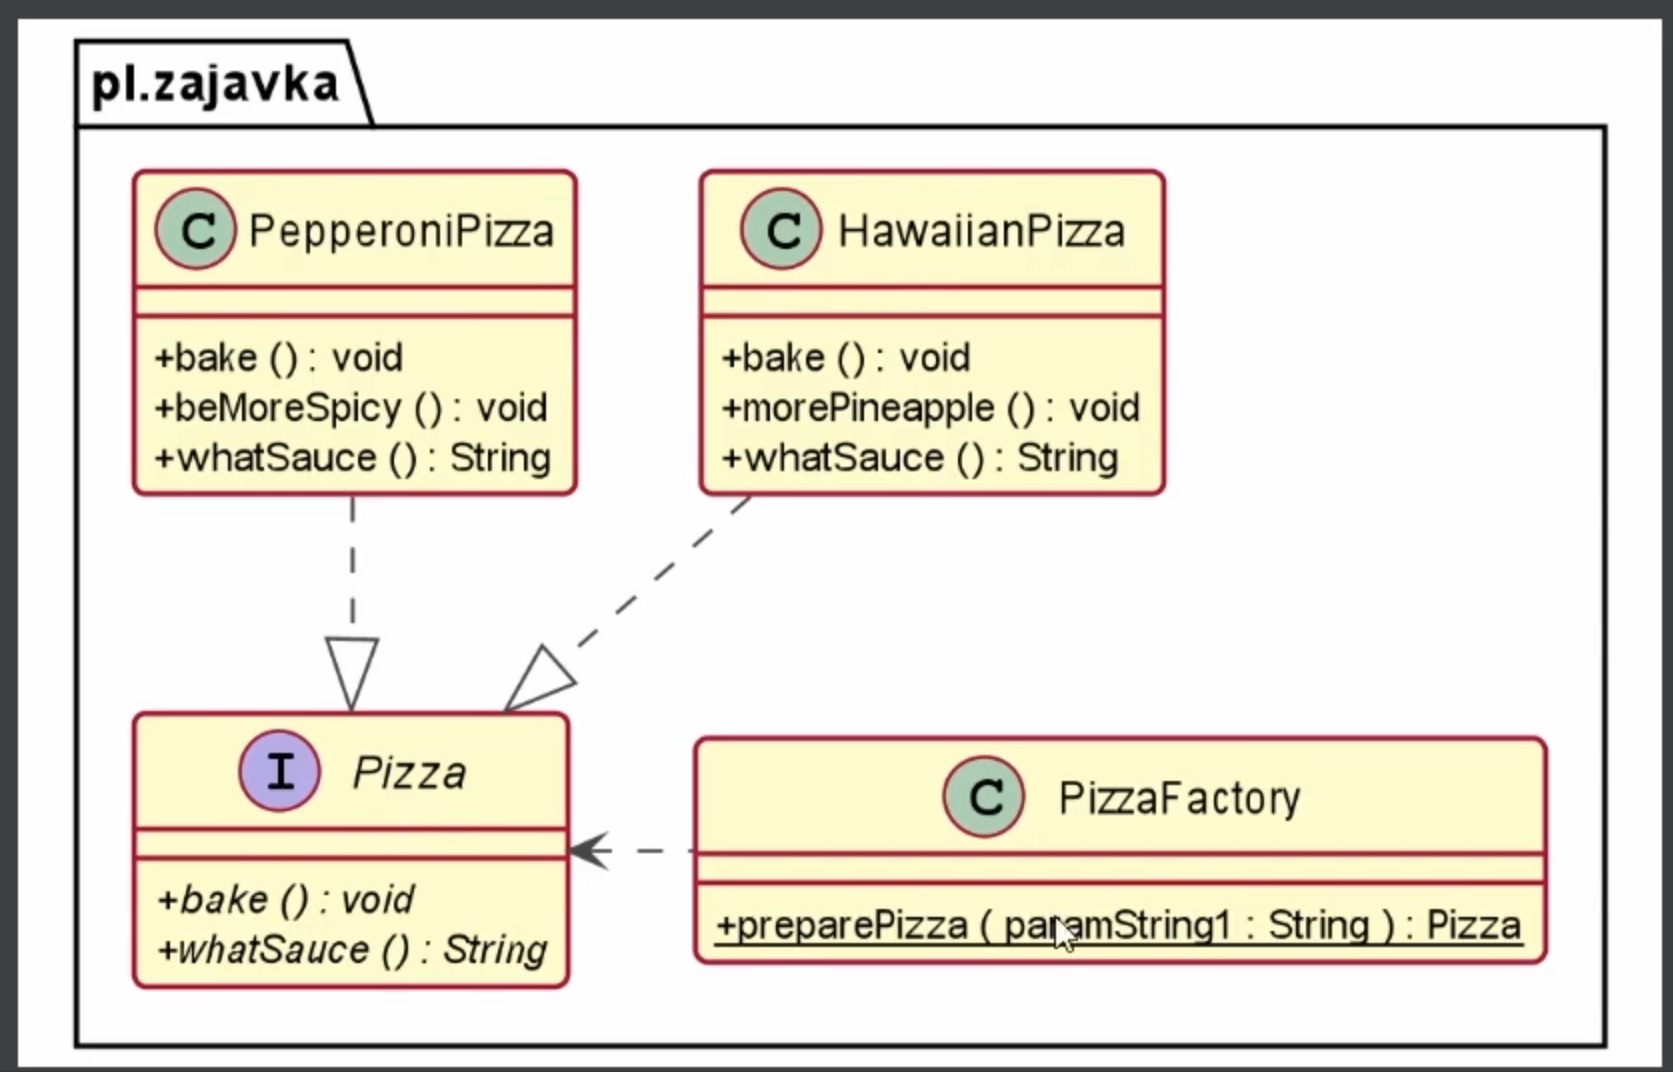 pl.zajavka
C PepperoniPizza
+bake () : void
+beMoreSpicy () : void
+whatSauce () : String
C HawaiianPizza
+bake () : void
+morePineapple () : void
+whatSauce () : String
I Pizza
+bake () : void
+whatSauce () : String
C PizzaFactory
+preparePizza ( paramString1 : String ) : Pizza